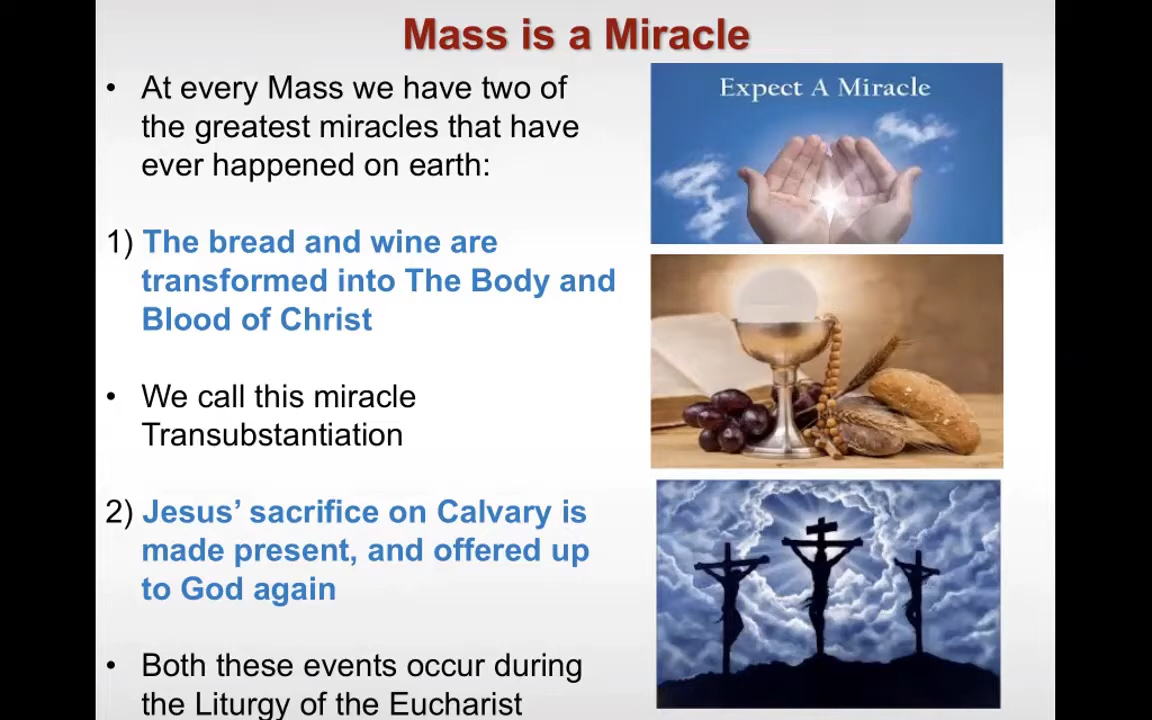 Mass is a Miracle
• At every Mass we have two of
the greatest miracles that have
ever happened on earth:
1) The bread and wine are
transformed into The Body and
Blood of Christ
• We call this miracle
Transubstantiation
2) Jesus’ sacrifice on Calvary is
made present, and offered up
to God again
• Both these events occur during
the Liturgy of the Eucharist
Expect A Miracle